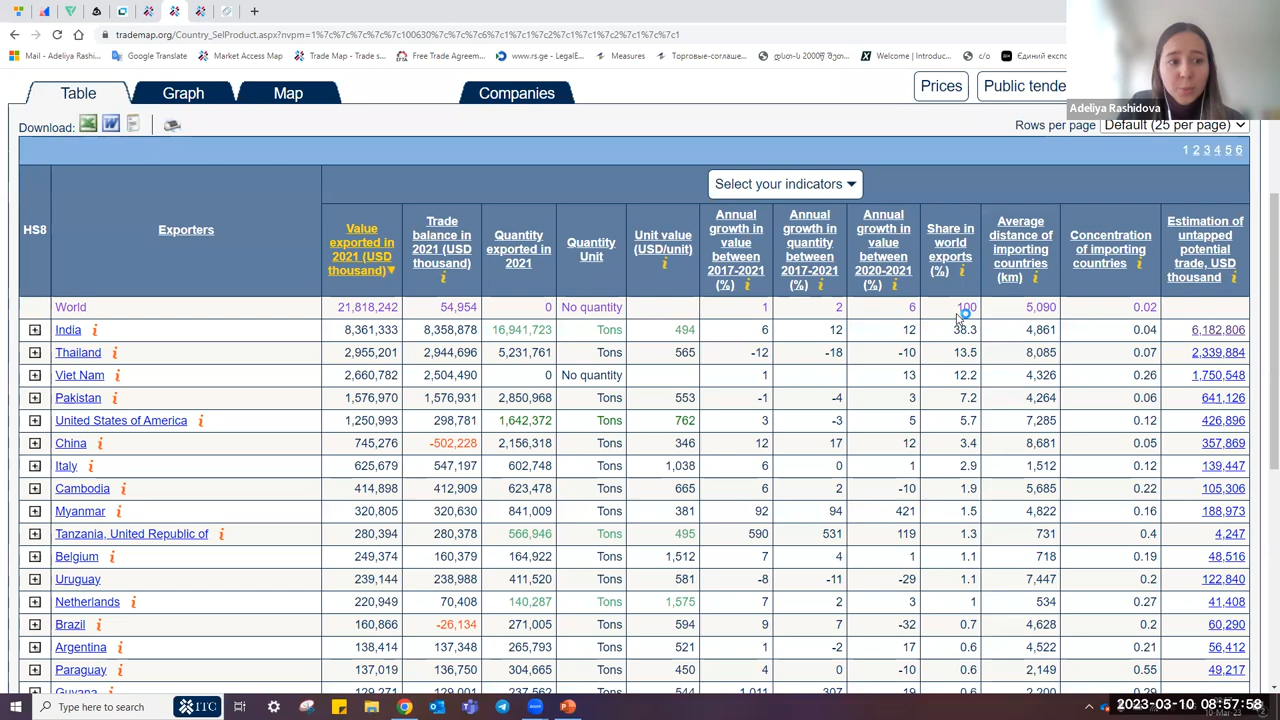 trademap.org/Country_SelProduct.aspx?nvpm=1%7c%7c%7c%7c%7c100630%7c%7c%7c6%7c1%7c1%7c2%7c1%7c1%7c2%7c1%7c%7c1
Mail - Adeliya Rashi... Google Translate Market Access Map Trade Map - Trade s... Free Trade Agreem... www.rs.ge - LegalE... Measures Торговые-соглаше... Welcome | Introduc... c/o Єдиний експо
Adeliya Rashidova
Table Graph Map Companies Prices Public tende
Download: Rows per page Default (25 per page)
1 2 3 4 5 6
Select your indicators
HS8 Exporters Value exported in 2021 (USD thousand) Trade balance in 2021 (USD thousand) Quantity exported in 2021 Quantity Unit Unit value (USD/unit) Annual growth in value between 2017-2021 (%) Annual growth in quantity between 2017-2021 (%) Annual growth in value between 2020-2021 (%) Share in world exports (%) Average distance of importing countries (km) Concentration of importing countries Estimation of untapped potential trade, USD thousand
World 21,818,242 54,954 0 No quantity 1 2 6 100 5,090 0.02
India 8,361,333 8,358,878 16,941,723 Tons 494 6 12 12 38.3 4,861 0.04 6,182,806
Thailand 2,955,201 2,944,696 5,231,761 Tons 565 -12 -18 -10 13.5 8,085 0.07 2,339,884
Viet Nam 2,660,782 2,504,490 0 No quantity 1 13 12.2 4,326 0.26 1,750,548
Pakistan 1,576,970 1,576,931 2,850,968 Tons 553 -1 -4 3 7.2 4,264 0.06 641,126
United States of America 1,250,993 298,781 1,642,372 Tons 762 3 -3 5 5.7 7,285 0.12 426,896
China 745,276 -502,228 2,156,318 Tons 346 12 17 12 3.4 8,681 0.05 357,869
Italy 625,679 547,197 602,748 Tons 1,038 6 0 1 2.9 1,512 0.12 139,447
Cambodia 414,898 412,909 623,478 Tons 665 6 2 -10 1.9 5,685 0.22 105,306
Myanmar 320,805 320,630 841,009 Tons 381 92 94 421 1.5 4,822 0.16 188,973
Tanzania, United Republic of 280,394 280,378 566,946 Tons 495 590 531 119 1.3 731 0.4 4,247
Belgium 249,374 160,379 164,922 Tons 1,512 7 4 1 1.1 718 0.19 48,516
Uruguay 239,144 238,988 411,520 Tons 581 -8 -11 -29 1.1 7,447 0.2 122,840
Netherlands 220,949 70,408 140,287 Tons 1,575 7 2 3 1 534 0.27 41,408
Brazil 160,866 -26,134 271,005 Tons 594 9 7 -32 0.7 4,628 0.2 60,290
Argentina 138,414 137,348 265,793 Tons 521 1 -2 17 0.6 4,522 0.21 56,412
Paraguay 137,019 136,750 304,665 Tons 450 4 0 -10 0.6 2,149 0.55 49,217
Guyana 129,271 129,001 237,562 Tons 544 1,011 307 19 0.6 2,200 0.29
Type here to search ITC
2023-03-10 08:57:58